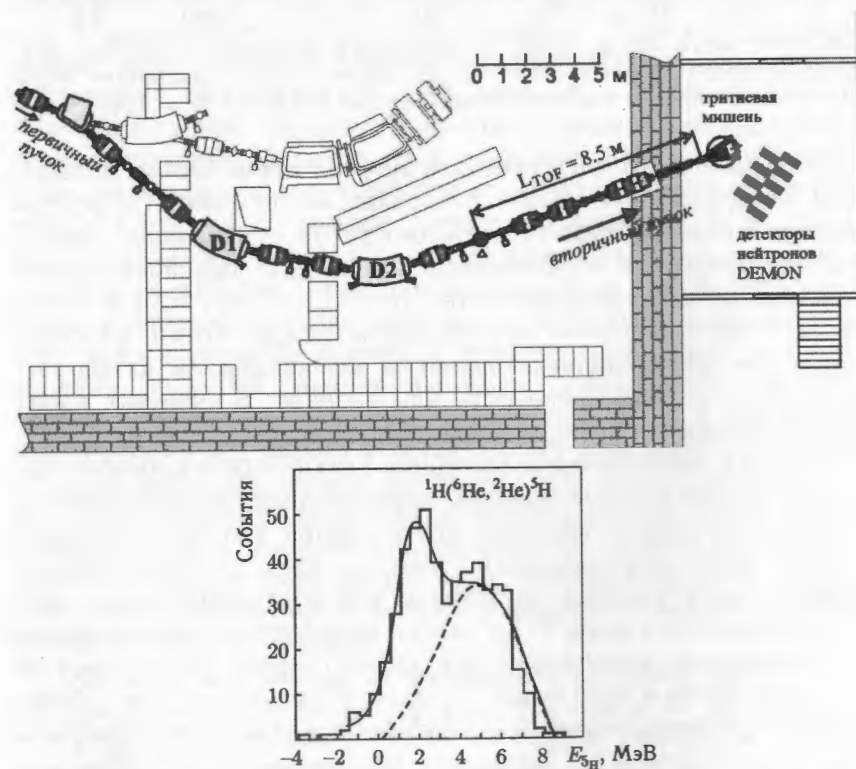 0 1 2 3 4 5 м
тритиевая
мишень
первичный
пучок
L_TOF = 8.5 м
D1
D2
вторичный пучок
детекторы
нейтронов
DEMON
¹H(⁶He, ²He)⁵H
События
50
40
30
20
10
−4 −2 0 2 4 6 8 E₅H, МэВ